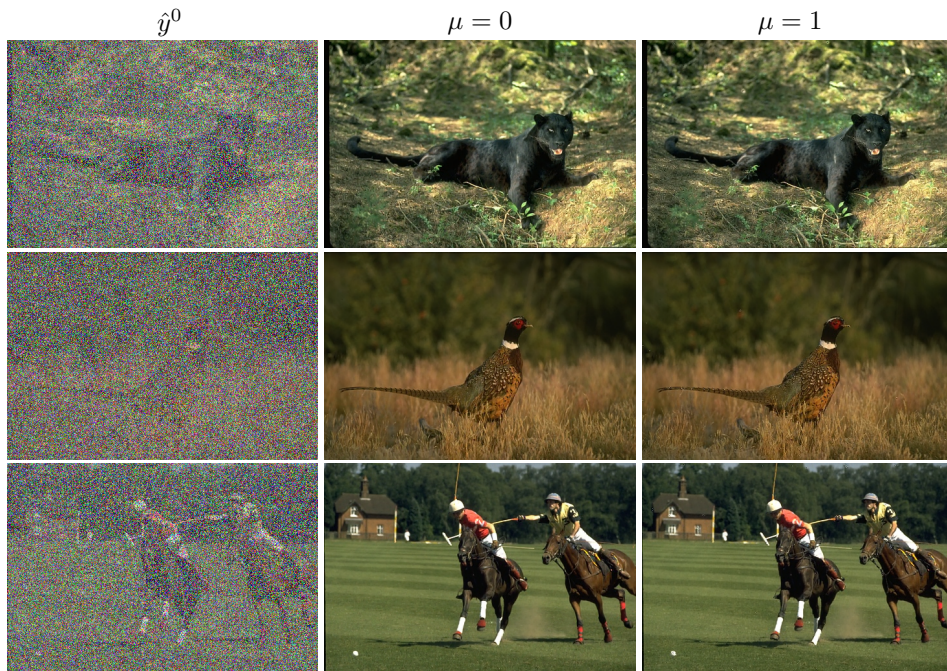 ŷ⁰ μ = 0 μ = 1